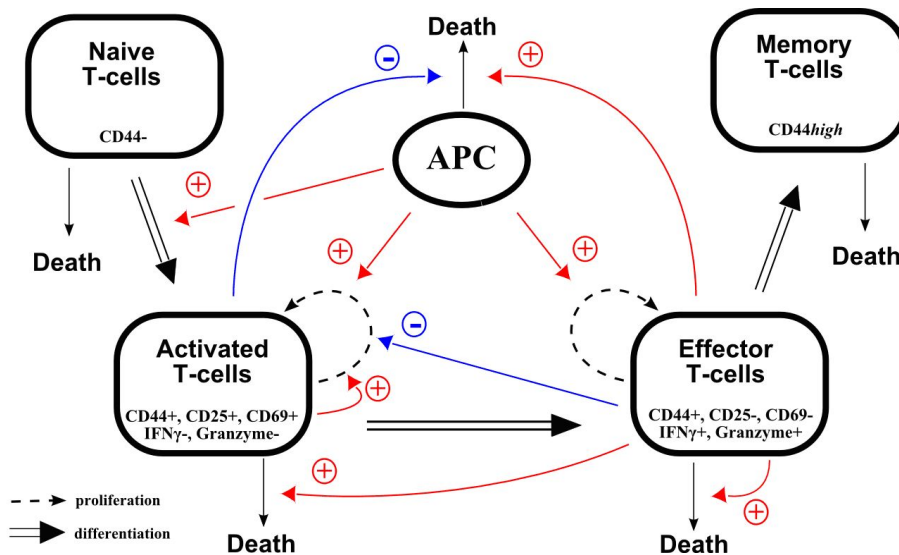 Naive
T-cells
CD44-
Death
-
+
Memory
T-cells
CD44high
APC
+
Death
Death
+
+
-
Activated
T-cells
CD44+, CD25+, CD69+
IFNγ-, Granzyme-
+
Effector
T-cells
CD44+, CD25-, CD69-
IFNγ+, Granzyme+
+
+
proliferation
differentiation
Death
Death